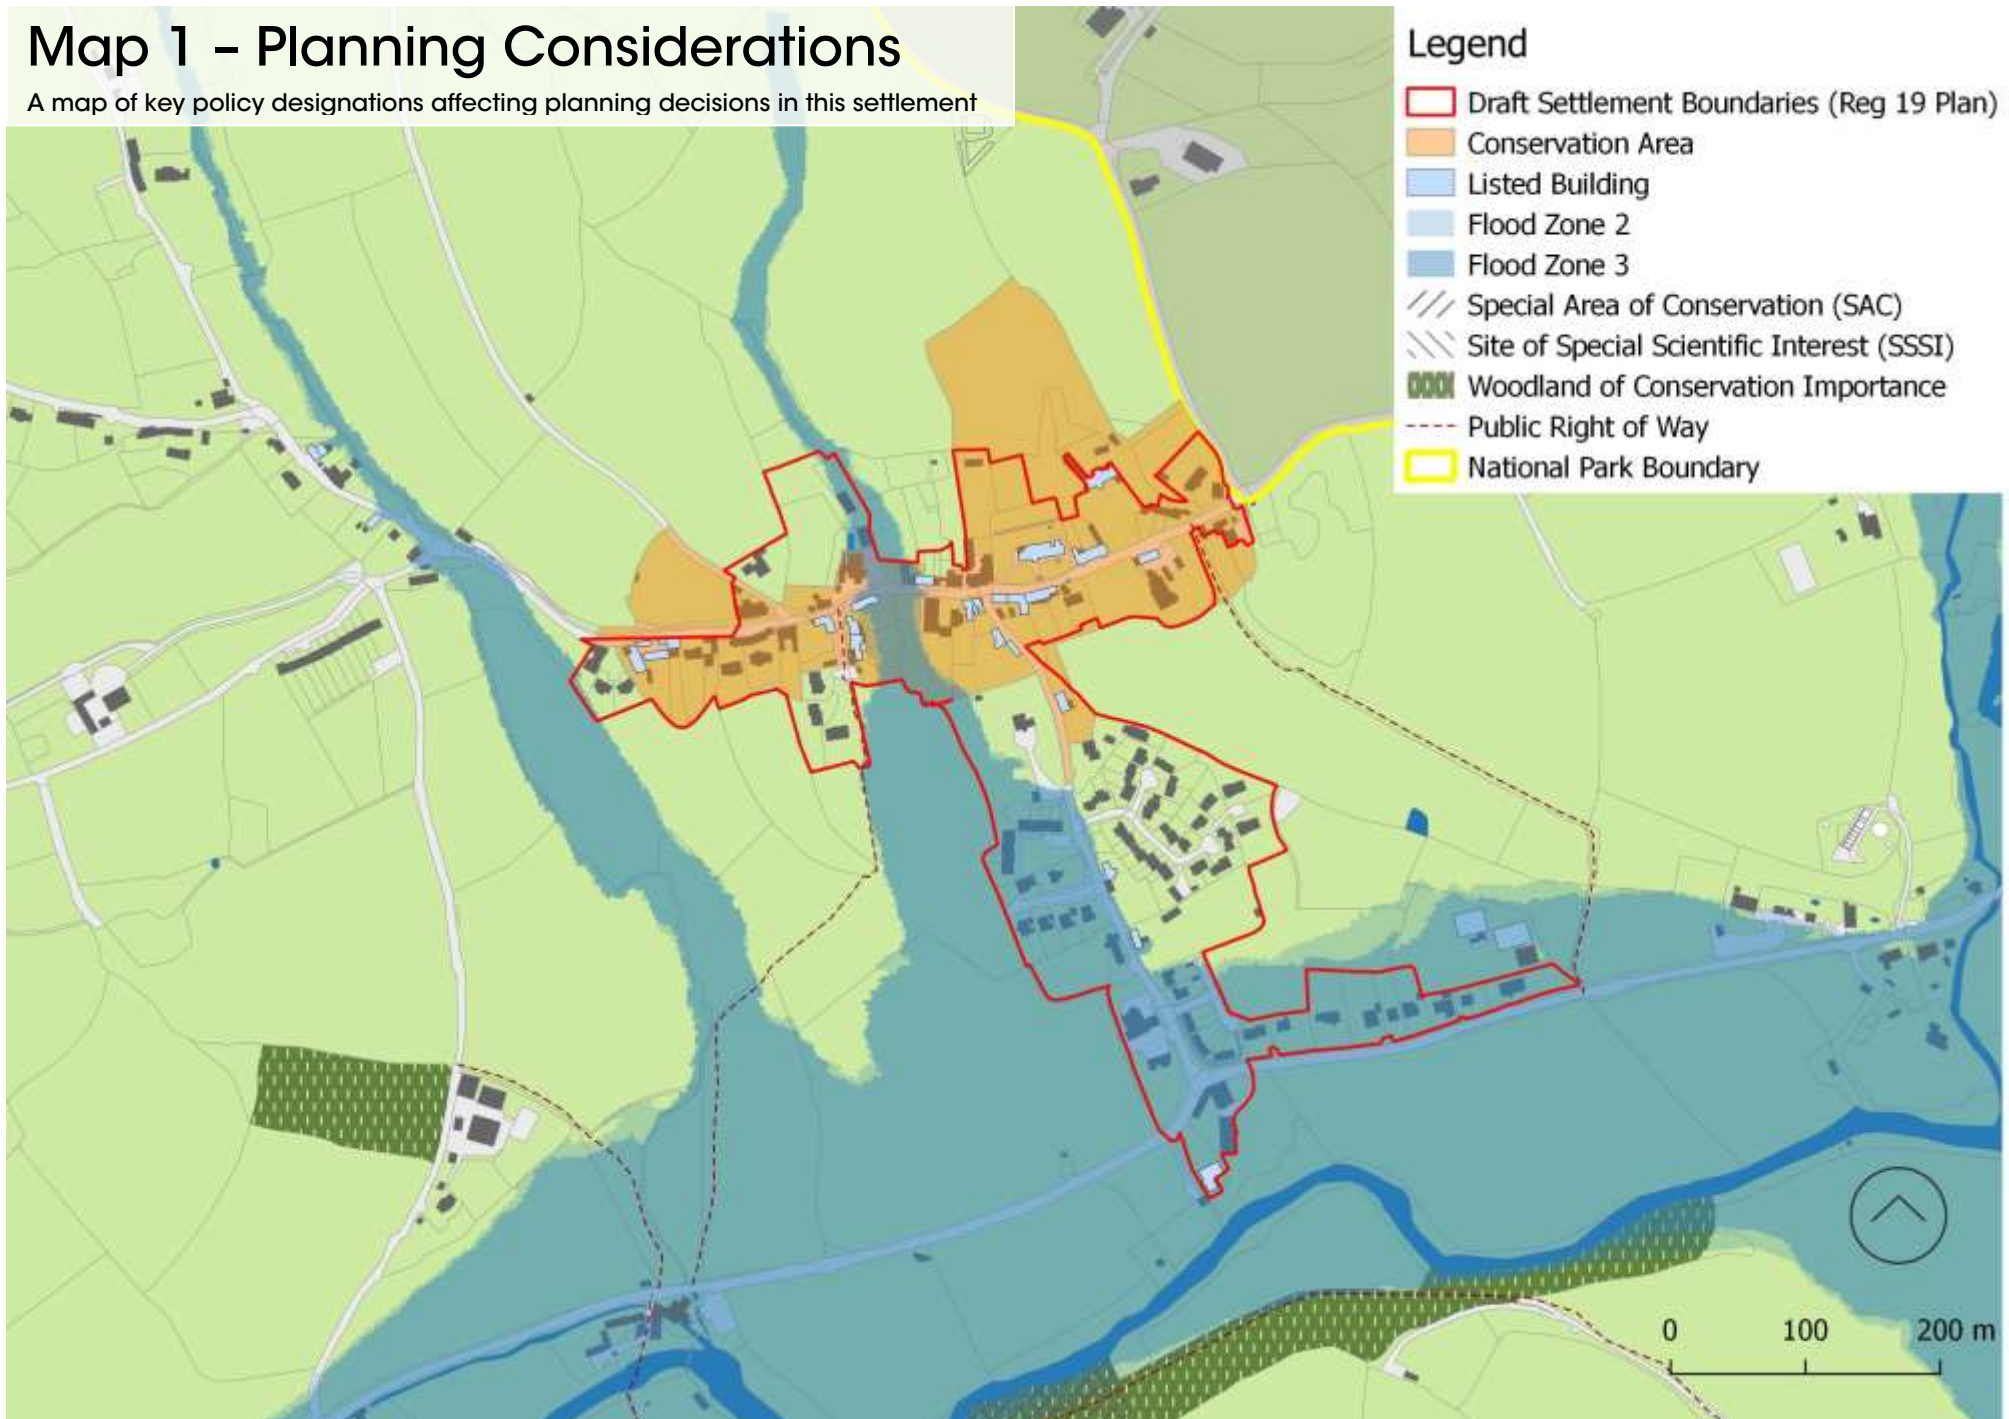 Map 1 – Planning Considerations
A map of key policy designations affecting planning decisions in this settlement
Legend
Draft Settlement Boundaries (Reg 19 Plan)
Conservation Area
Listed Building
Flood Zone 2
Flood Zone 3
Special Area of Conservation (SAC)
Site of Special Scientific Interest (SSSI)
Woodland of Conservation Importance
Public Right of Way
National Park Boundary
0 100 200 m